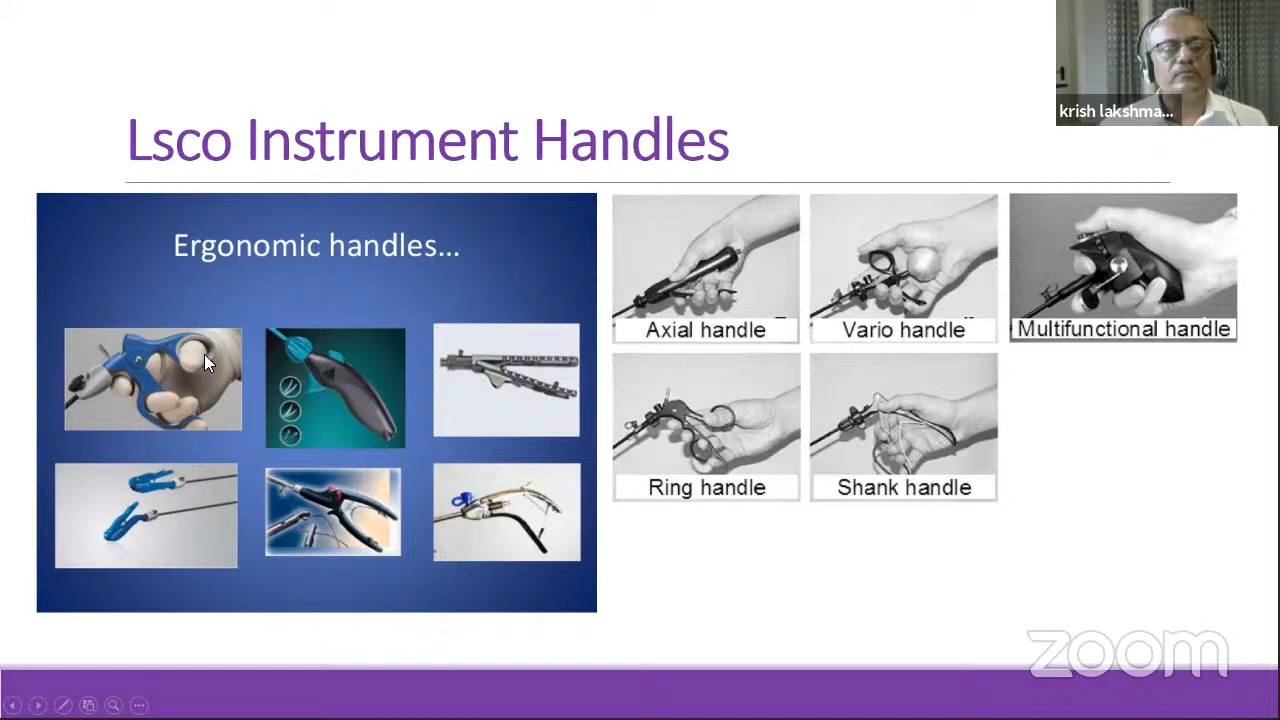 krish lakshma...
Lsco Instrument Handles
Ergonomic handles...
Axial handle
Vario handle
Multifunctional handle
Ring handle
Shank handle
zoom